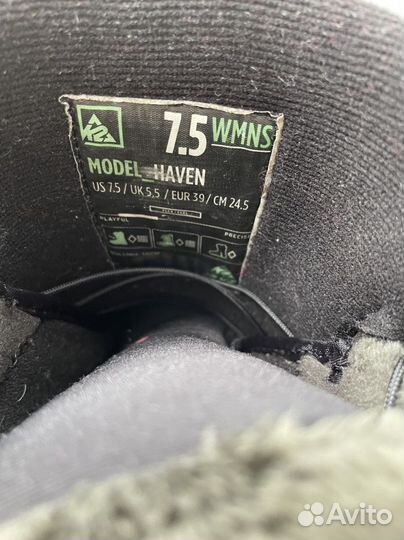 K2
7.5 WMNS
MODEL_HAVEN
US 7.5 / UK 5.5 / EUR 39 / CM 24.5
PLAYFUL
Avito